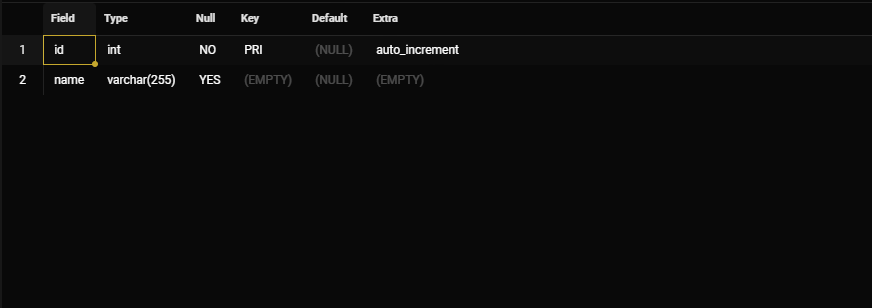 Field Type Null Key Default Extra
1 id int NO PRI (NULL) auto_increment
2 name varchar(255) YES (EMPTY) (NULL) (EMPTY)